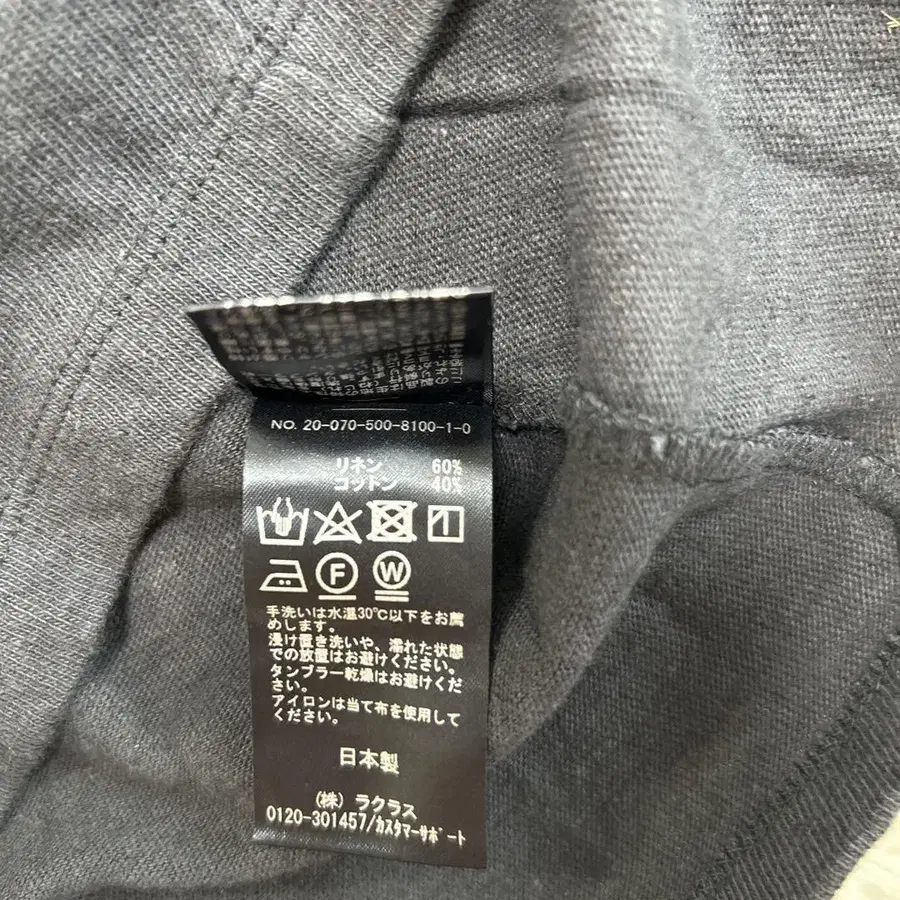 NO. 20-070-500-8100-1-0
リネン 60%
コットン 40%
F
W
手洗いは水温30℃以下をお薦
めします。
浸け置き洗いや、濡れた状態
での放置はお避けください。
タンブラー乾燥はお避けくだ
さい。
アイロンは当て布を使用して
ください。
日本製
(株) ラクラス
0120-301457/カスタマーサポート